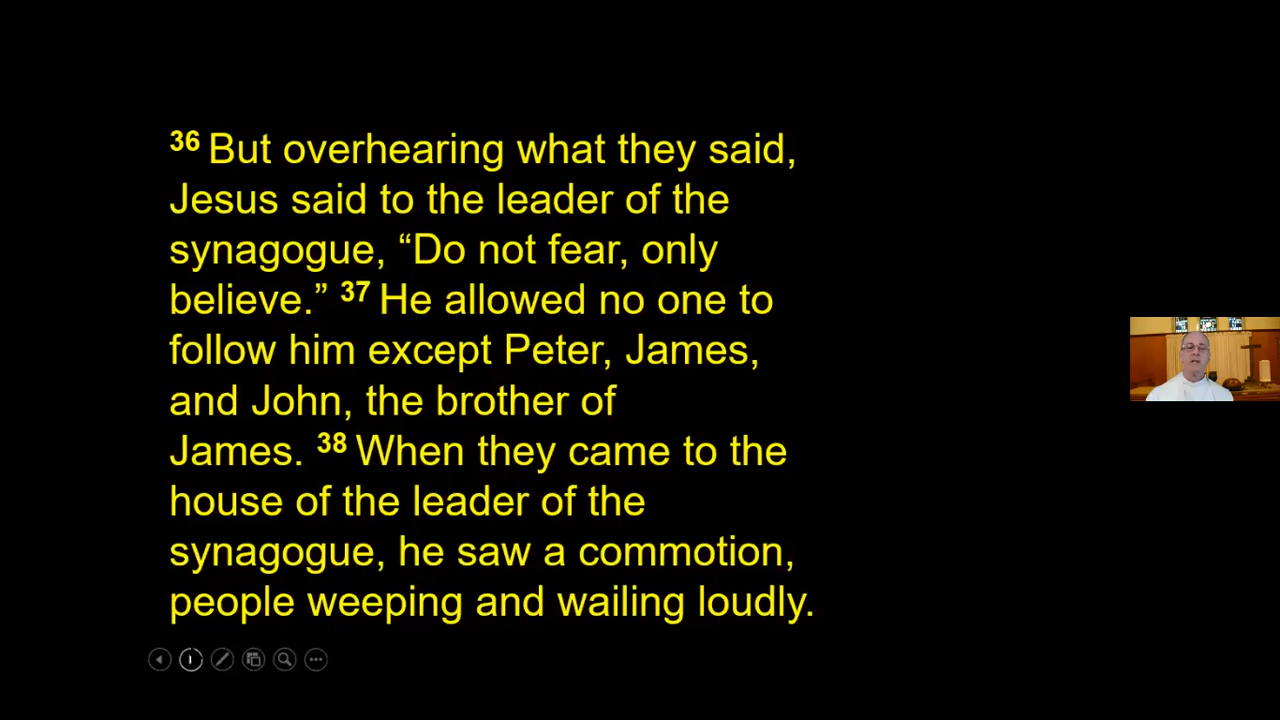 36 But overhearing what they said,
Jesus said to the leader of the
synagogue, “Do not fear, only
believe.” 37 He allowed no one to
follow him except Peter, James,
and John, the brother of
James. 38 When they came to the
house of the leader of the
synagogue, he saw a commotion,
people weeping and wailing loudly.